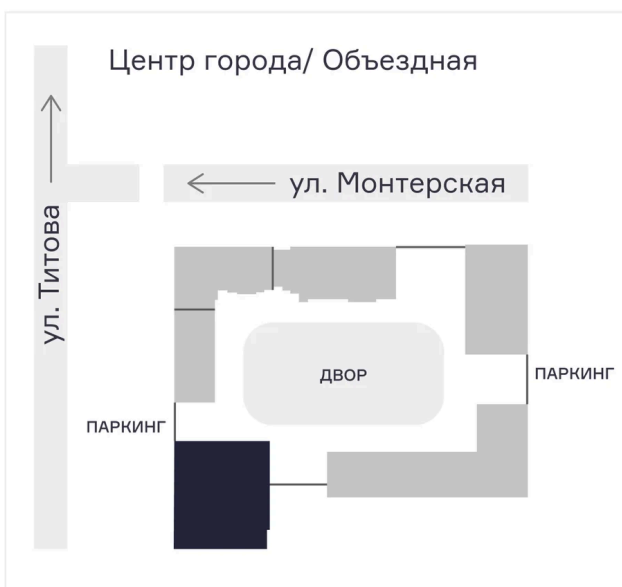 Центр города/ Объездная
ул. Монтерская
ул. Титова
ДВОР
ПАРКИНГ
ПАРКИНГ